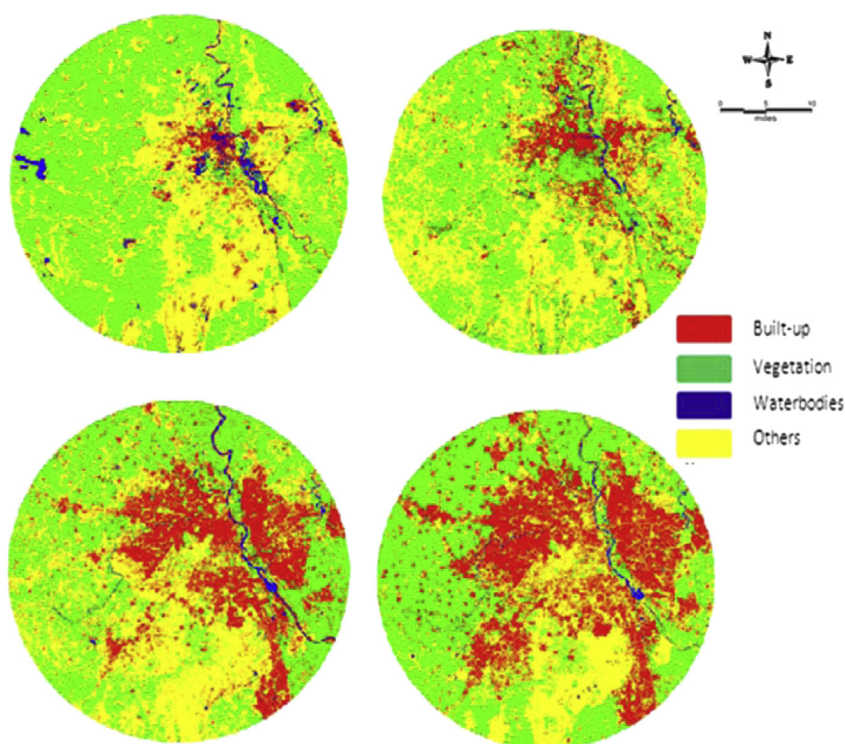 N
W E
S
0 5 10
miles
Built-up
Vegetation
Waterbodies
Others